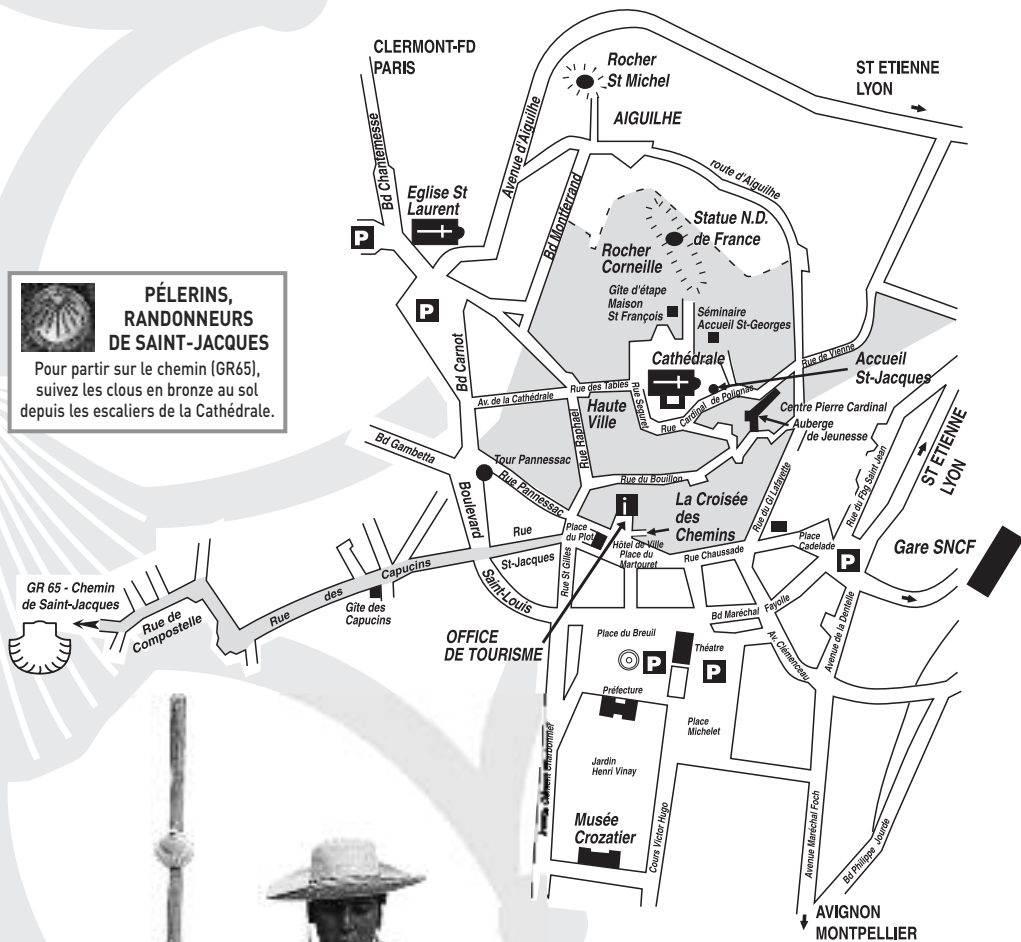 CLERMONT-FD
PARIS
Rocher
St Michel
ST ETIENNE
LYON
AIGUILHE
Bd Chantemesse
Avenue d'Aiguilhe
route d'Aiguilhe
Eglise St
Laurent
Bd Montferrand
Statue N.D.
de France
P
Rocher
Corneille
PÉLERINS,
RANDONNEURS
DE SAINT-JACQUES
Pour partir sur le chemin (GR65),
suivez les clous en bronze au sol
depuis les escaliers de la Cathédrale.
Gîte d'étape
Maison
St François
Séminaire
Accueil St-Georges
P
Bd Carnot
Cathédrale
Rue de Vienne
Accueil
St-Jacques
Rue des Tables
Av. de la Cathédrale
Rue Séguret
Rue Cardinal de Polignac
Haute
Ville
Rue Raphael
Centre Pierre Cardinal
Auberge
de Jeunesse
Bd Gambetta
Tour Pannessac
Rue Pannessac
Rue du Bouillon
Rue du Gl Lafayette
Rue du Fbg Saint Jean
ST ETIENNE
LYON
i
La Croisée
des
Chemins
Boulevard
Saint-Louis
Rue
St-Jacques
Place
du Plot
Hôtel de Ville
Place du
Martouret
Rue Chaussade
Place
Cadelade
P
Gare SNCF
Rue des Capucins
Rue St Gilles
GR 65 - Chemin
de Saint-Jacques
Rue de
Compostelle
Gîte des
Capucins
Bd Maréchal Fayolle
Avenue de la Dentelle
Av. Clémenceau
OFFICE
DE TOURISME
Place du Breuil
P
Théatre
P
Préfecture
Place
Michelet
Jardin
Henri Vinay
Musée
Crozatier
Cours Victor Hugo
Avenue Maréchal Foch
Bd Philippe Jourde
AVIGNON
MONTPELLIER